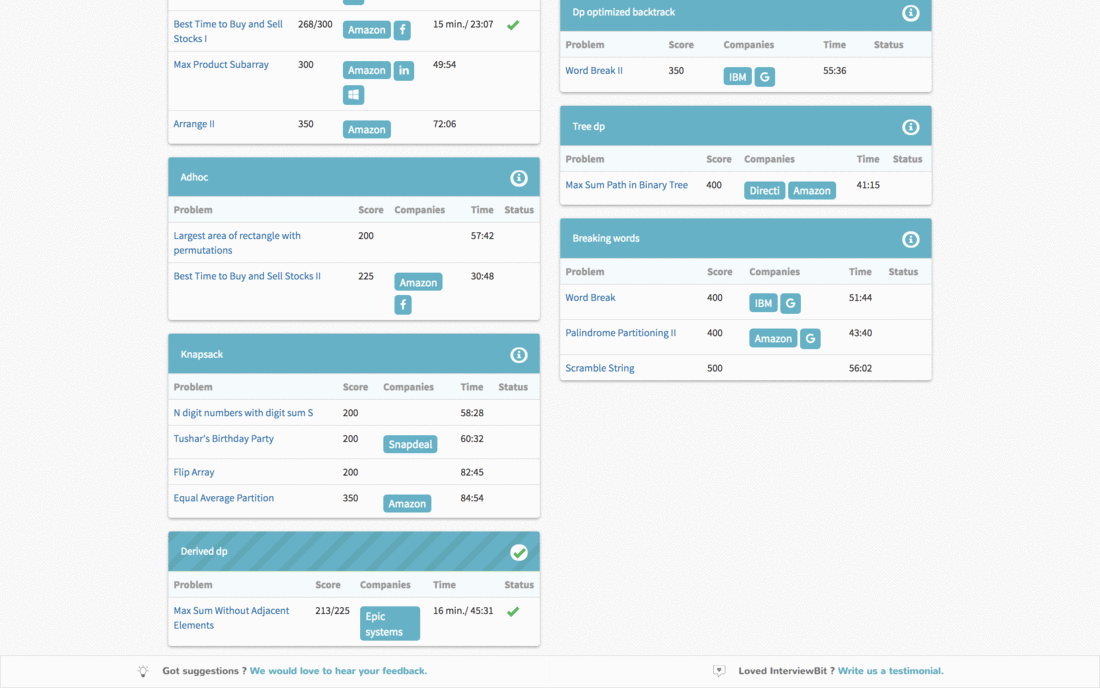 Best Time to Buy and Sell 268/300 Amazon f 15 min./ 23:07
Stocks I
Max Product Subarray 300 Amazon in 49:54
Arrange II 350 Amazon 72:06
Adhoc
Problem Score Companies Time Status
Largest area of rectangle with 200 57:42
permutations
Best Time to Buy and Sell Stocks II 225 Amazon 30:48
f
Knapsack
Problem Score Companies Time Status
N digit numbers with digit sum S 200 58:28
Tushar's Birthday Party 200 Snapdeal 60:32
Flip Array 200 82:45
Equal Average Partition 350 Amazon 84:54
Derived dp
Problem Score Companies Time Status
Max Sum Without Adjacent 213/225 Epic 16 min./ 45:31
Elements systems
Dp optimized backtrack
Problem Score Companies Time Status
Word Break II 350 IBM G 55:36
Tree dp
Problem Score Companies Time Status
Max Sum Path in Binary Tree 400 Directi Amazon 41:15
Breaking words
Problem Score Companies Time Status
Word Break 400 IBM G 51:44
Palindrome Partitioning II 400 Amazon G 43:40
Scramble String 500 56:02
Got suggestions ? We would love to hear your feedback.
Loved InterviewBit ? Write us a testimonial.